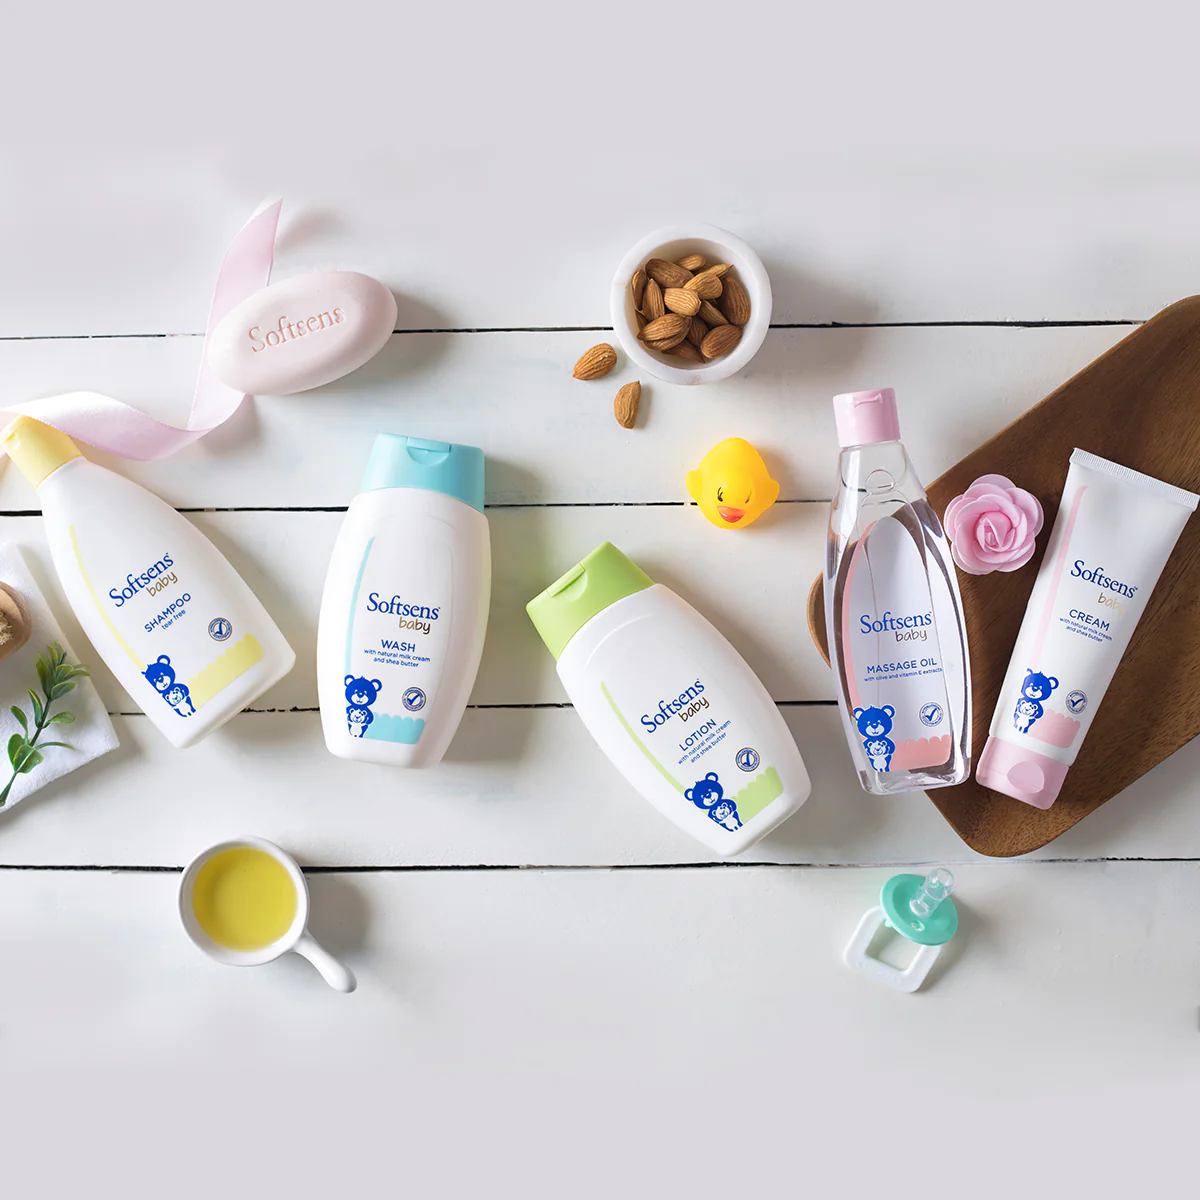 Softsens
Softsens
baby
SHAMPOO
tear free
Softsens
baby
WASH
with natural milk cream
and shea butter
Softsens
baby
LOTION
with natural milk cream
and shea butter
Softsens
baby
MASSAGE OIL
with olive and vitamin E extracts
Softsens
baby
CREAM
with natural milk cream
and shea butter